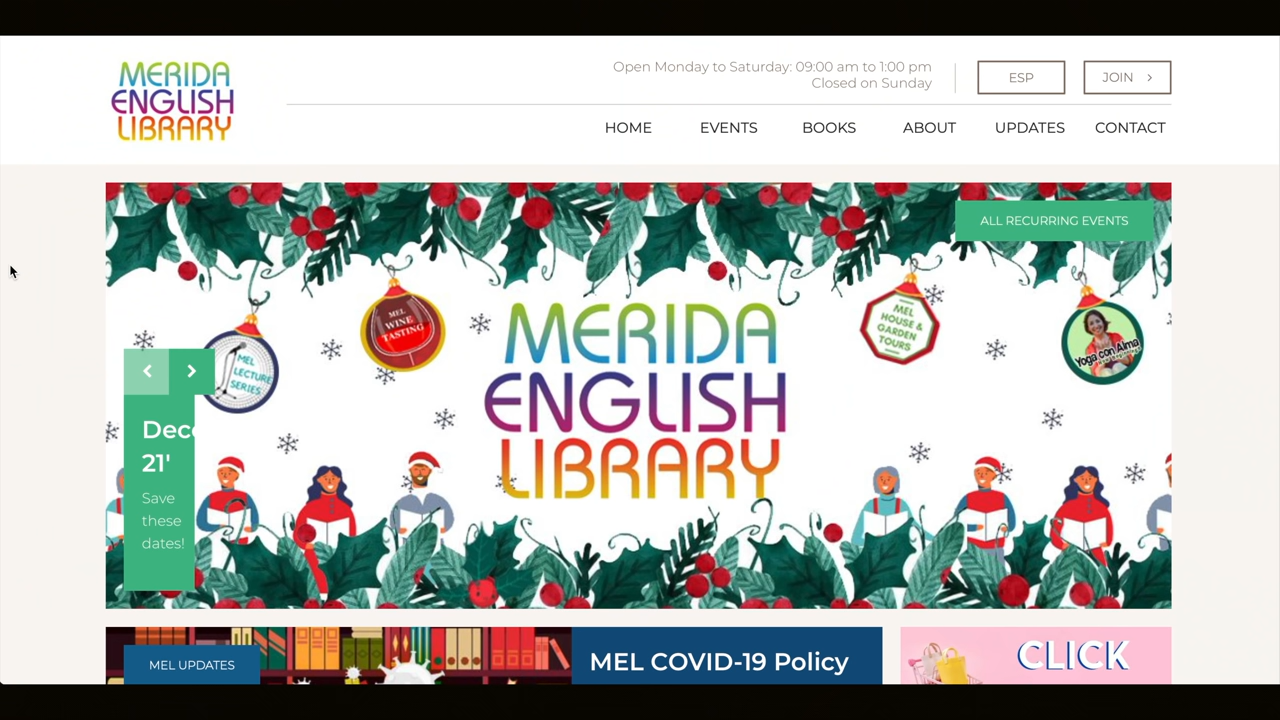 MERIDA
ENGLISH
LIBRARY
Open Monday to Saturday: 09:00 am to 1:00 pm
Closed on Sunday
ESP
JOIN
HOME
EVENTS
BOOKS
ABOUT
UPDATES
CONTACT
ALL RECURRING EVENTS
MEL
LECTURE
SERIES
MEL
WINE
TASTING
MERIDA
ENGLISH
LIBRARY
MEL
HOUSE &
GARDEN
TOURS
Yoga con Alma
Dec
21'
Save
these
dates!
MEL UPDATES
MEL COVID-19 Policy
CLICK